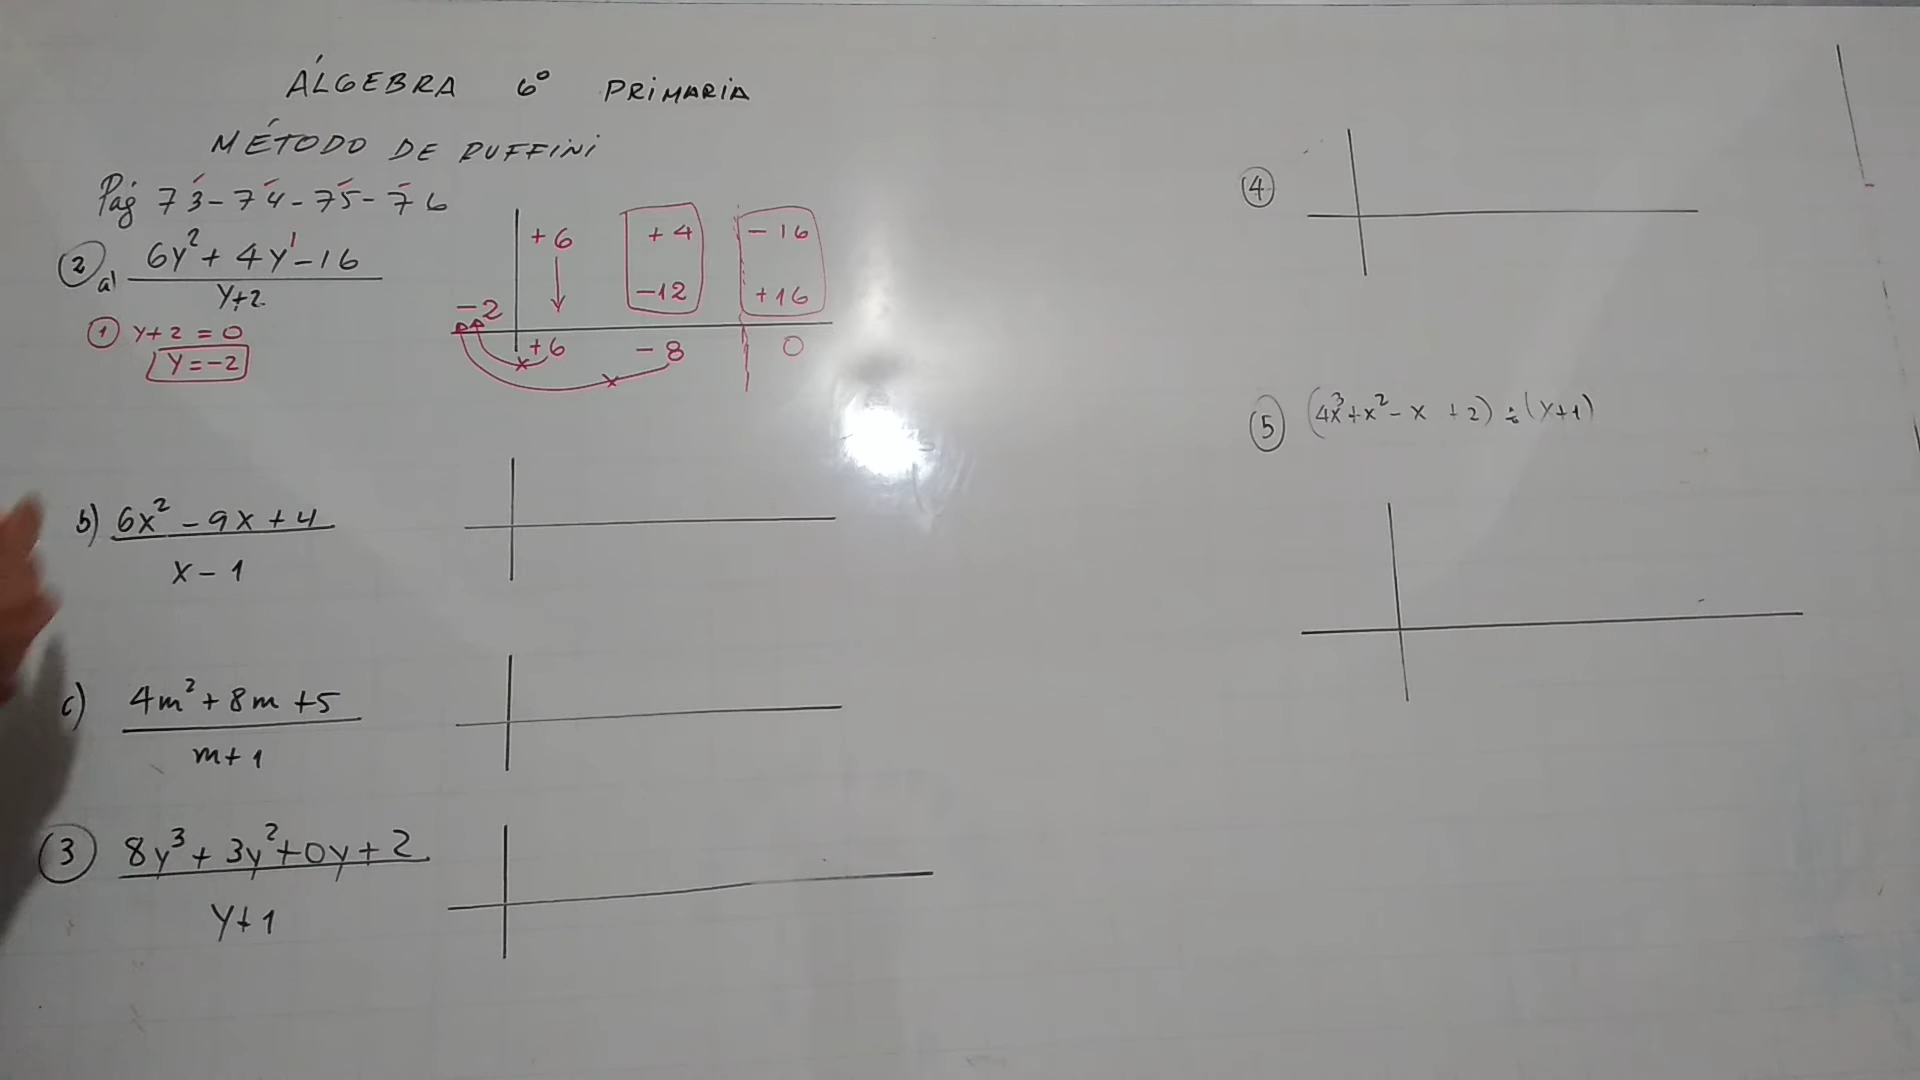 ÁLGEBRA 6º PRIMARIA
MÉTODO DE RUFFINI
Pág 73-74-75-76
② a) 6y²+4y¹-16
y+2
① y+2=0
y=-2
+6 +4 -16
-12 +16
-2
+6 -8 0
b) 6x²-9x+4
x-1
c) 4m²+8m+5
m+1
③ 8y³+3y²+0y+2
y+1
④
⑤ (4x³+x²-x+2)÷(x+1)